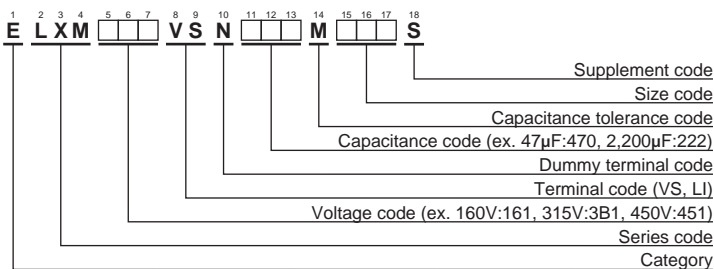 1 2 3 4 5 6 7 8 9 10 11 12 13 14 15 16 17 18
E L X M □□□ V S N □□□ M □□□ S
Supplement code
Size code
Capacitance tolerance code
Capacitance code (ex. 47µF:470, 2,200µF:222)
Dummy terminal code
Terminal code (VS, LI)
Voltage code (ex. 160V:161, 315V:3B1, 450V:451)
Series code
Category